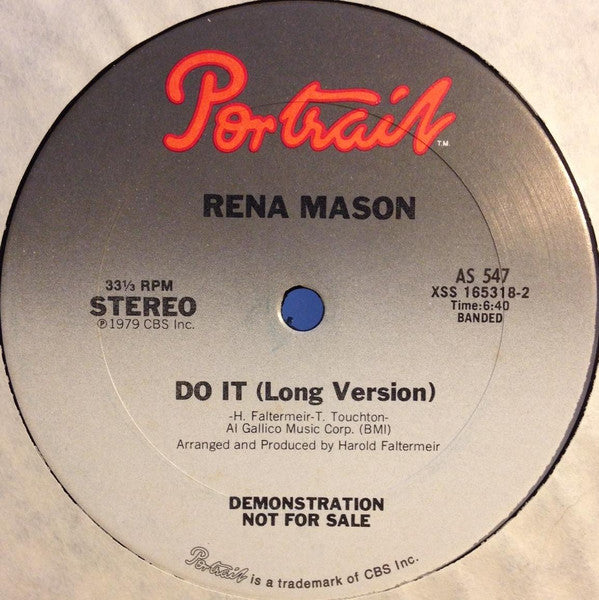 Portrait
T.M.
RENA MASON
33⅓ RPM
STEREO
℗1979 CBS Inc.
AS 547
XSS 165318-2
Time:6:40
BANDED
DO IT (Long Version)
-H. Faltermeir-T. Touchton-
Al Gallico Music Corp. (BMI)
Arranged and Produced by Harold Faltermeir
DEMONSTRATION
NOT FOR SALE
Portrait is a trademark of CBS Inc.